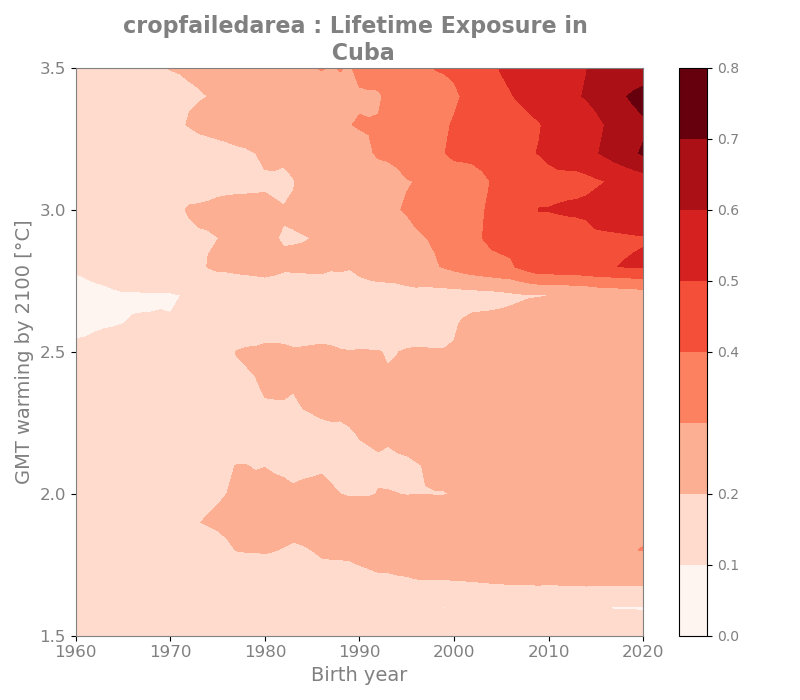 cropfailedarea : Lifetime Exposure in
Cuba
3.5
3.0
2.5
2.0
1.5
GMT warming by 2100 [°C]
1960 1970 1980 1990 2000 2010 2020
Birth year
0.8
0.7
0.6
0.5
0.4
0.2
0.1
0.0